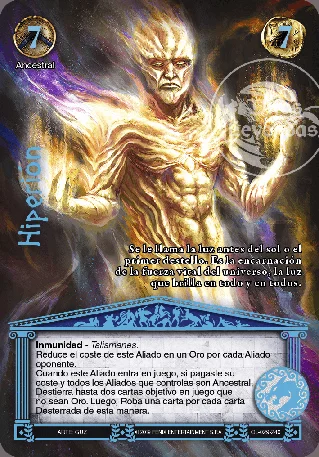 7
7
Ancestral
Hiperión
Se le llama la luz antes del sol o el
primer destello. Es la encarnación
de la fuerza vital del universo, la luz
que brilla en todo y en todos.
Inmunidad - Talismanes.
Reduce el coste de este Aliado en un Oro por cada Aliado
oponente.
Cuando este Aliado entra en juego, si pagaste su
coste y todos los Aliados que controlas son Ancestral,
Destierra hasta dos cartas objetivo en juego que
no sean Oro. Luego, Roba una carta por cada carta
Desterrada de esta manera.